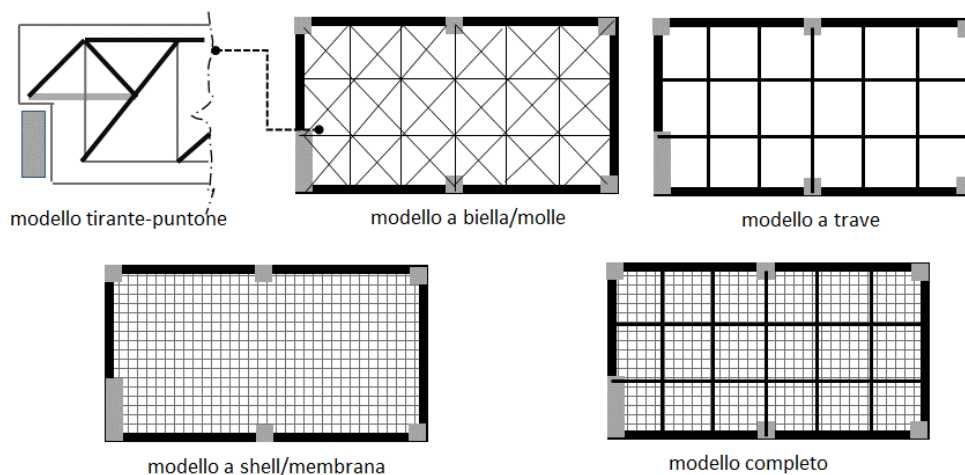 modello tirante-puntone
modello a biella/molle
modello a trave
modello a shell/membrana
modello completo